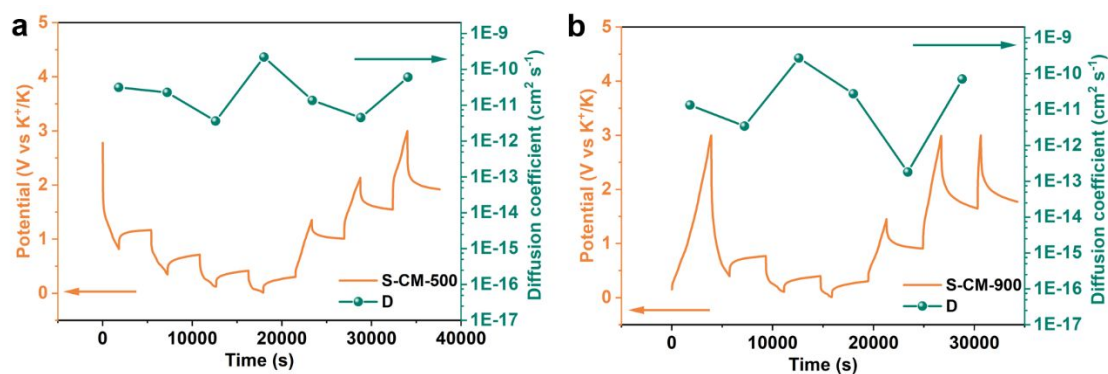 a
Potential (V vs K⁺/K)
5
4
3
2
1
0
1E-9
1E-10
1E-11
1E-12
1E-13
1E-14
1E-15
1E-16
1E-17
Diffusion coefficient (cm² s⁻¹)
S-CM-500
D
0 10000 20000 30000 40000
Time (s)
b
Potential (V vs K⁺/K)
5
4
3
2
1
0
1E-9
1E-10
1E-11
1E-12
1E-13
1E-14
1E-15
1E-16
1E-17
Diffusion coefficient (cm² s⁻¹)
S-CM-900
D
0 10000 20000 30000
Time (s)